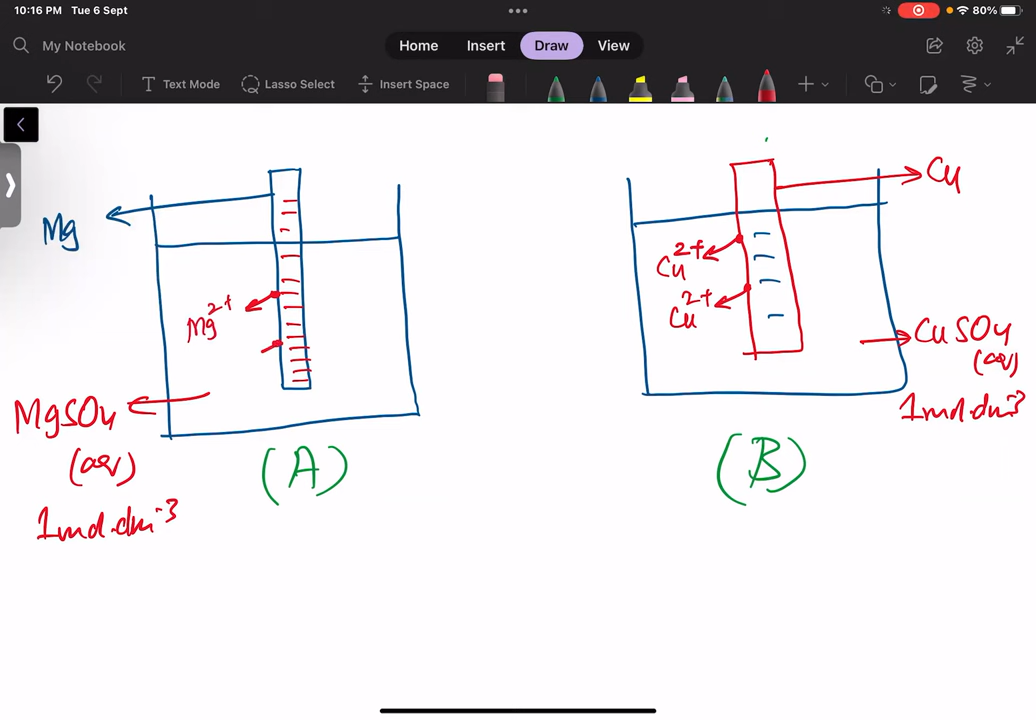 10:16 PM Tue 6 Sept
80%
My Notebook
Home Insert Draw View
Text Mode Lasso Select Insert Space
Mg
Mg2+
MgSO4
(aq)
1mol.dm-3
(A)
Cu
Cu2+
Cu2+
CuSO4
(aq)
1mol.dm-3
(B)